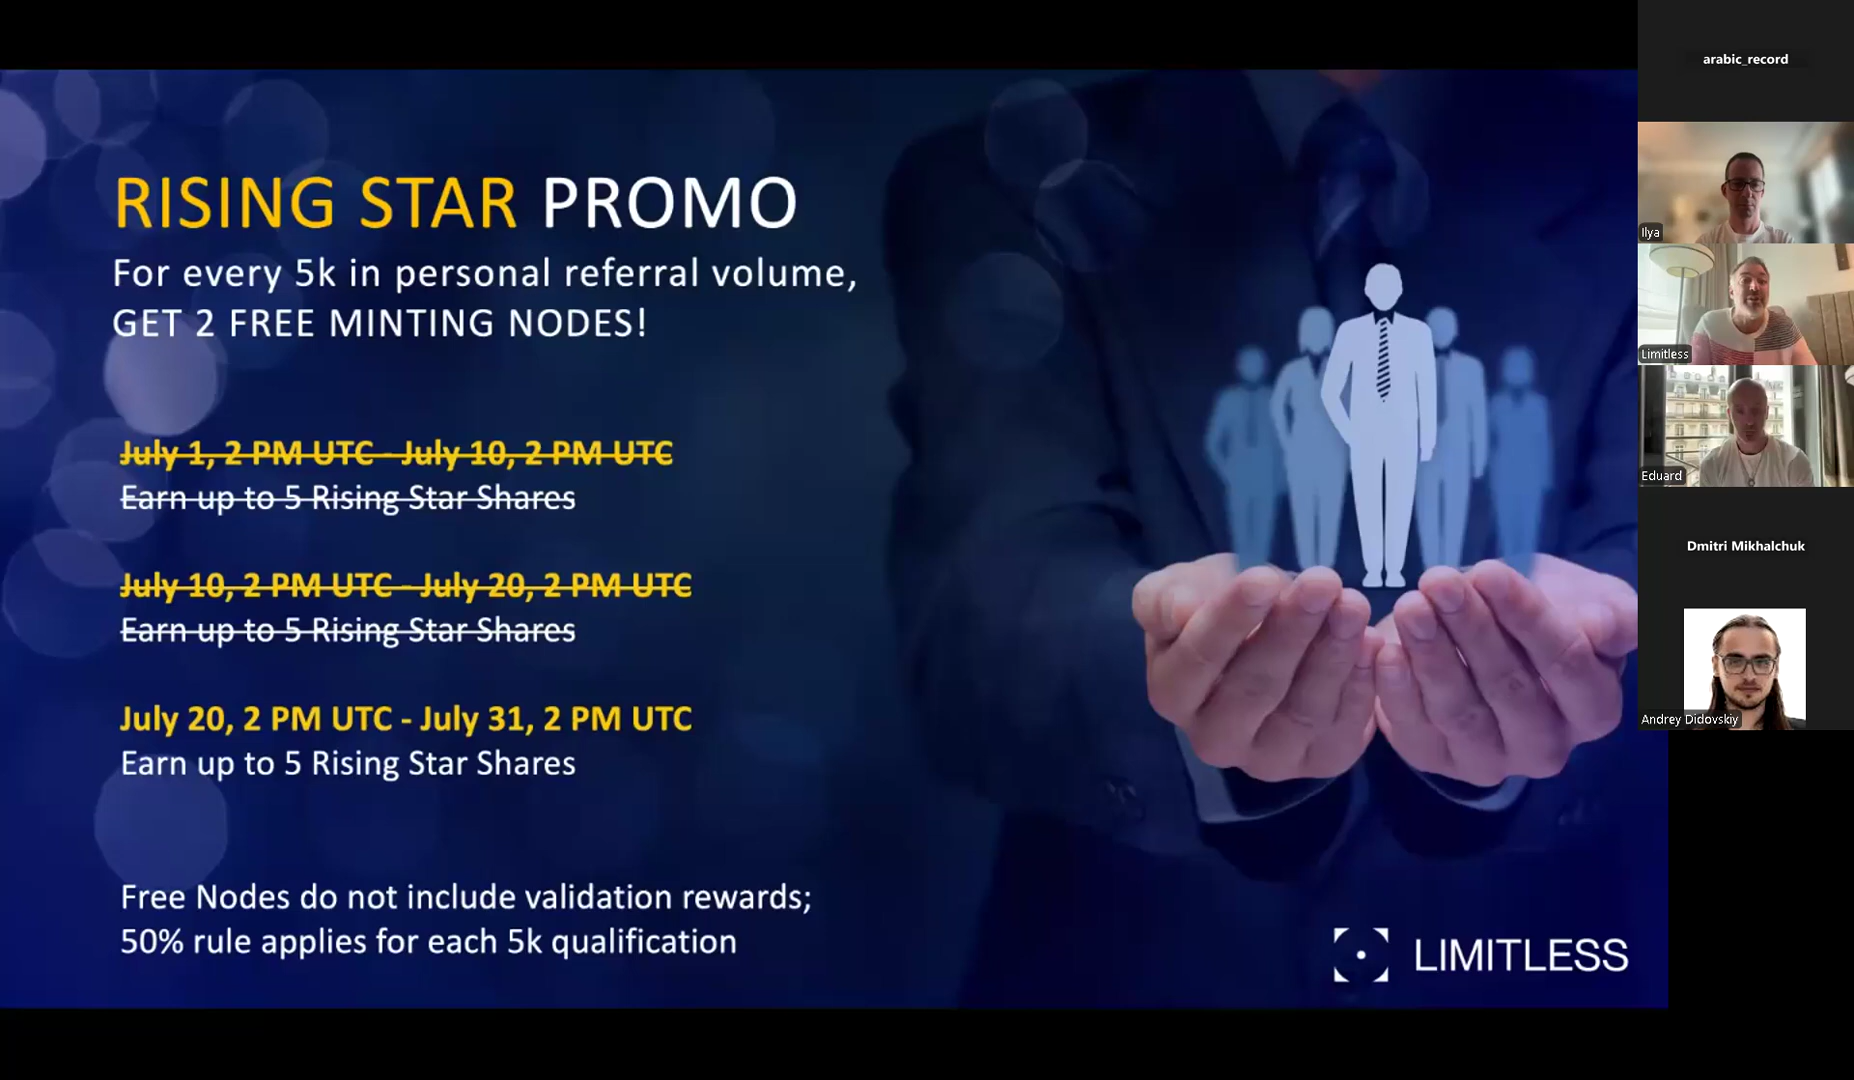 RISING STAR PROMO
For every 5k in personal referral volume,
GET 2 FREE MINTING NODES!
July 1, 2 PM UTC - July 10, 2 PM UTC
Earn up to 5 Rising Star Shares
July 10, 2 PM UTC - July 20, 2 PM UTC
Earn up to 5 Rising Star Shares
July 20, 2 PM UTC - July 31, 2 PM UTC
Earn up to 5 Rising Star Shares
Free Nodes do not include validation rewards;
50% rule applies for each 5k qualification
LIMITLESS
arabic_record
Ilya
Limitless
Eduard
Dmitri Mikhalchuk
Andrey Didovskiy